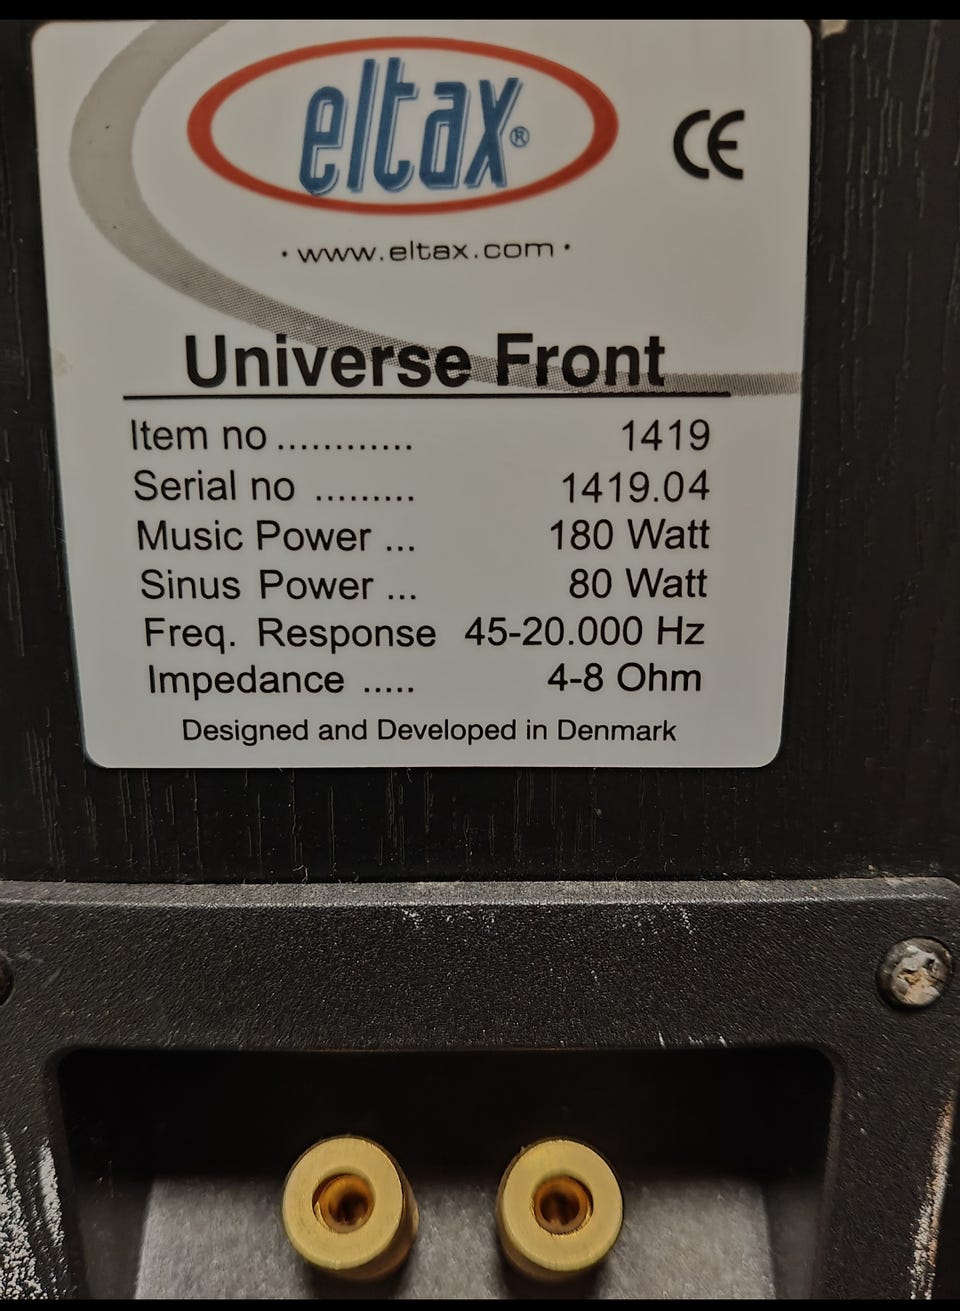 eltax®
CE
· www.eltax.com ·
Universe Front
Item no ............ 1419
Serial no ......... 1419.04
Music Power ... 180 Watt
Sinus Power ... 80 Watt
Freq. Response 45-20.000 Hz
Impedance ..... 4-8 Ohm
Designed and Developed in Denmark